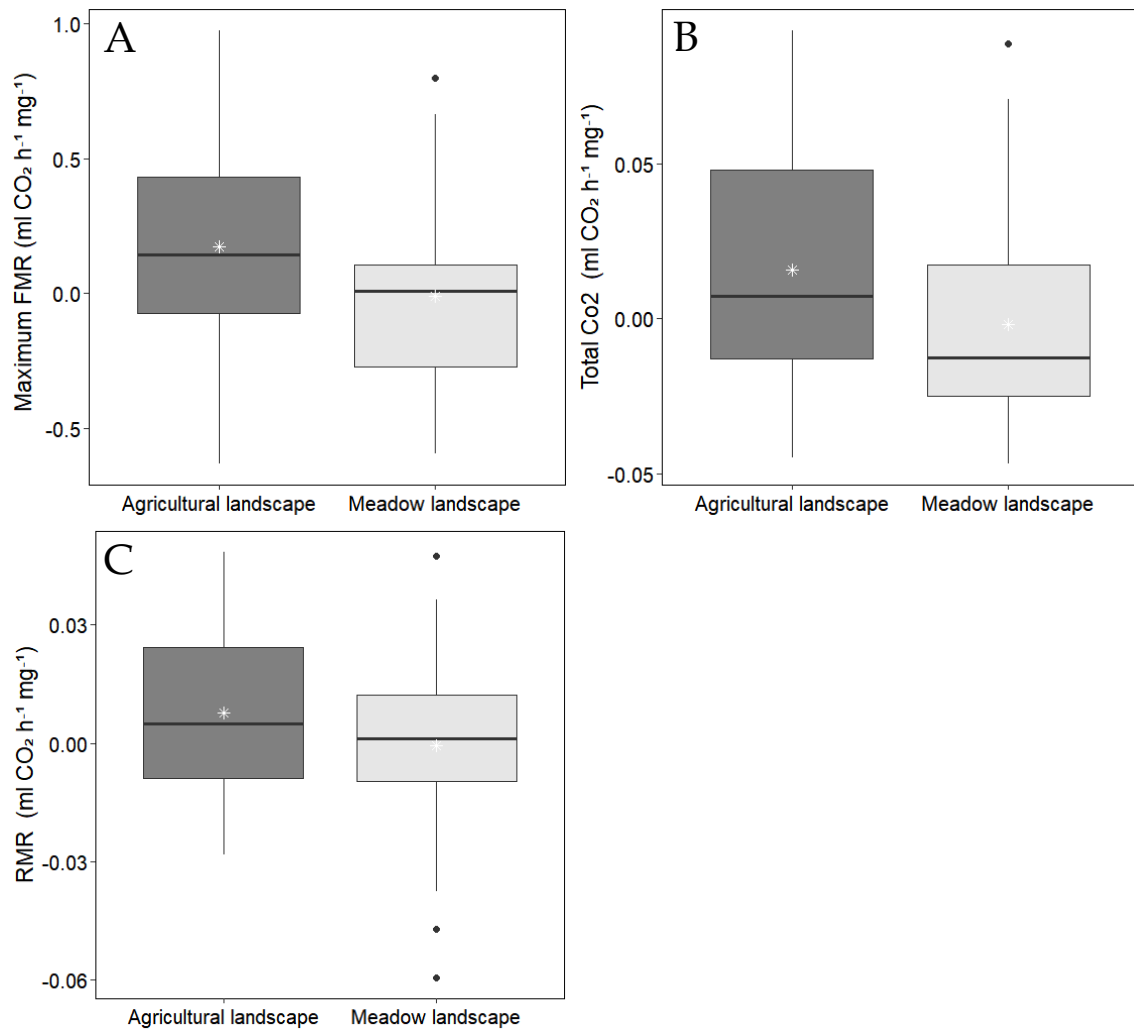 A
Maximum FMR (ml CO₂ h⁻¹ mg⁻¹)
1.0
0.5
0.0
-0.5
Agricultural landscape
Meadow landscape
B
Total Co2 (ml CO₂ h⁻¹ mg⁻¹)
0.05
0.00
-0.05
Agricultural landscape
Meadow landscape
C
RMR (ml CO₂ h⁻¹ mg⁻¹)
0.03
0.00
-0.03
-0.06
Agricultural landscape
Meadow landscape